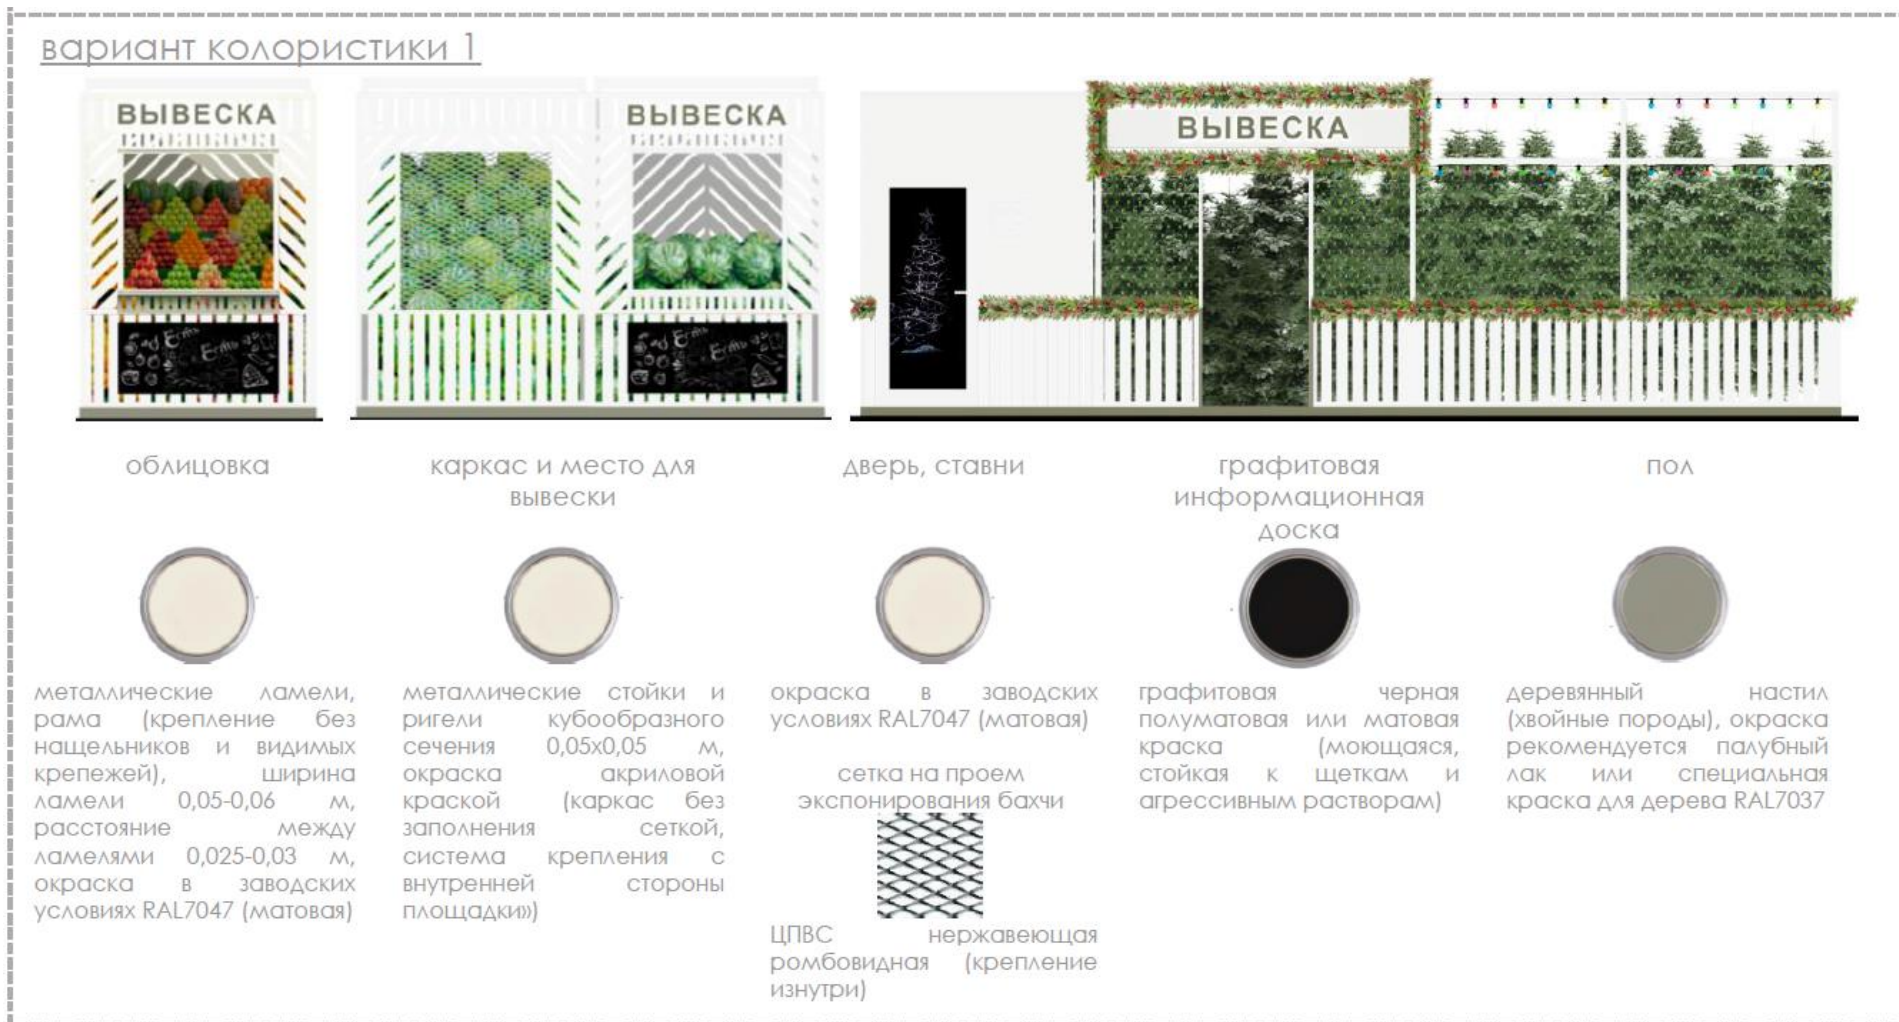 вариант колористики 1
ВЫВЕСКА
ВЫВЕСКА
ВЫВЕСКА
облицовка
каркас и место для
вывески
дверь, ставни
графитовая
информационная
доска
пол
металлические ламели,
рама (крепление без
нащельников и видимых
крепежей), ширина
ламели 0,05-0,06 м,
расстояние между
ламелями 0,025-0,03 м,
окраска в заводских
условиях RAL7047 (матовая)
металлические стойки и
ригели кубообразного
сечения 0,05х0,05 м,
окраска акриловой
краской (каркас без
заполнения сеткой,
система крепления с
внутренней стороны
площадки»)
окраска в заводских
условиях RAL7047 (матовая)
сетка на проем
экспонирования бахчи
ЦПВС нержавеющая
ромбовидная (крепление
изнутри)
графитовая черная
полуматовая или матовая
краска (моющаяся,
стойкая к щеткам и
агрессивным растворам)
деревянный настил
(хвойные породы), окраска
рекомендуется палубный
лак или специальная
краска для дерева RAL7037